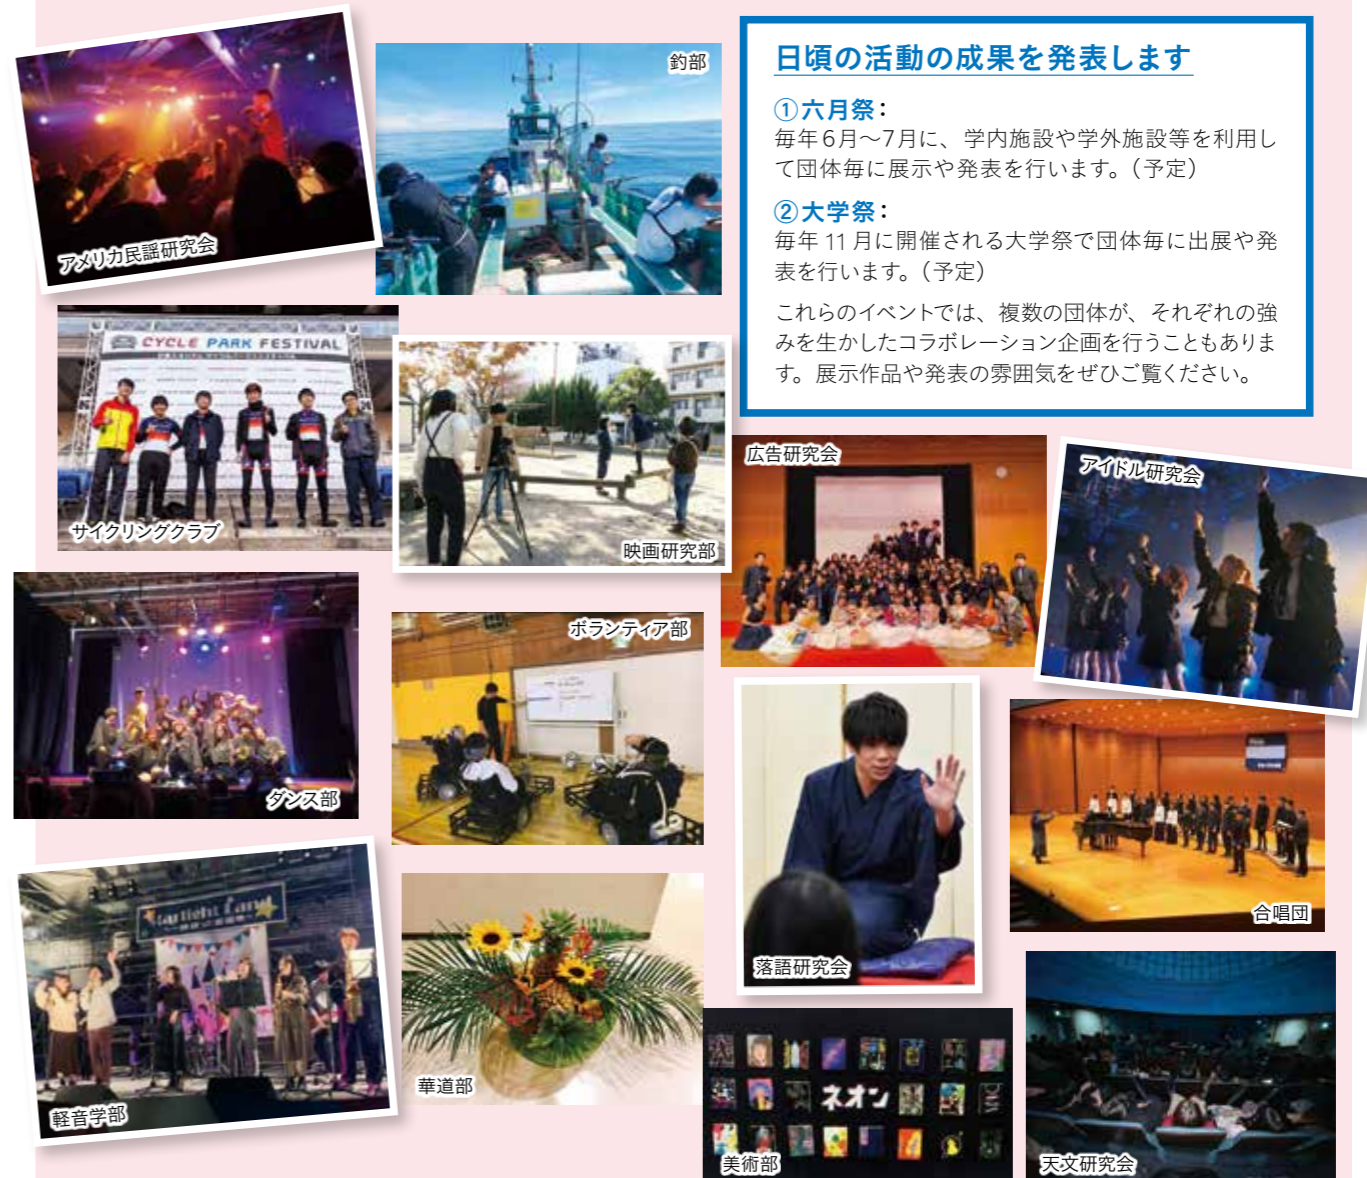 アメリカ民謡研究会
釣部
日頃の活動の成果を発表します
①六月祭：
毎年6月〜7月に、学内施設や学外施設等を利用し
て団体毎に展示や発表を行います。（予定）
②大学祭：
毎年 11 月に開催される大学祭で団体毎に出展や発
表を行います。（予定）
これらのイベントでは、複数の団体が、それぞれの強
みを生かしたコラボレーション企画を行うこともありま
す。展示作品や発表の雰囲気をぜひご覧ください。
CYCLE PARK FESTIVAL
サイクリングクラブ
映画研究部
広告研究会
アイドル研究会
ダンス部
ボランティア部
落語研究会
合唱団
軽音学部
華道部
ネオン
美術部
天文研究会